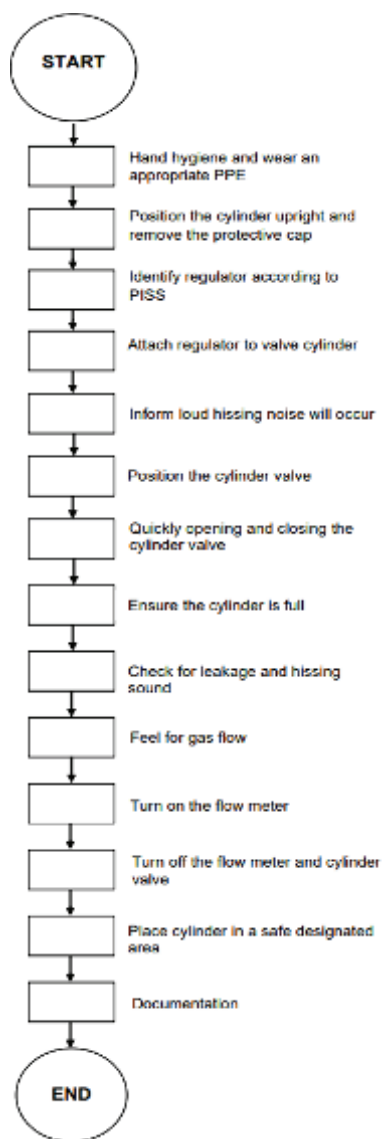 START
Hand hygiene and wear an
appropriate PPE
Position the cylinder upright and
remove the protective cap
Identify regulator according to
PISS
Attach regulator to valve cylinder
Inform loud hissing noise will occur
Position the cylinder valve
Quickly opening and closing the
cylinder valve
Ensure the cylinder is full
Check for leakage and hissing
sound
Feel for gas flow
Turn on the flow meter
Turn off the flow meter and cylinder
valve
Place cylinder in a safe designated
area
Documentation
END